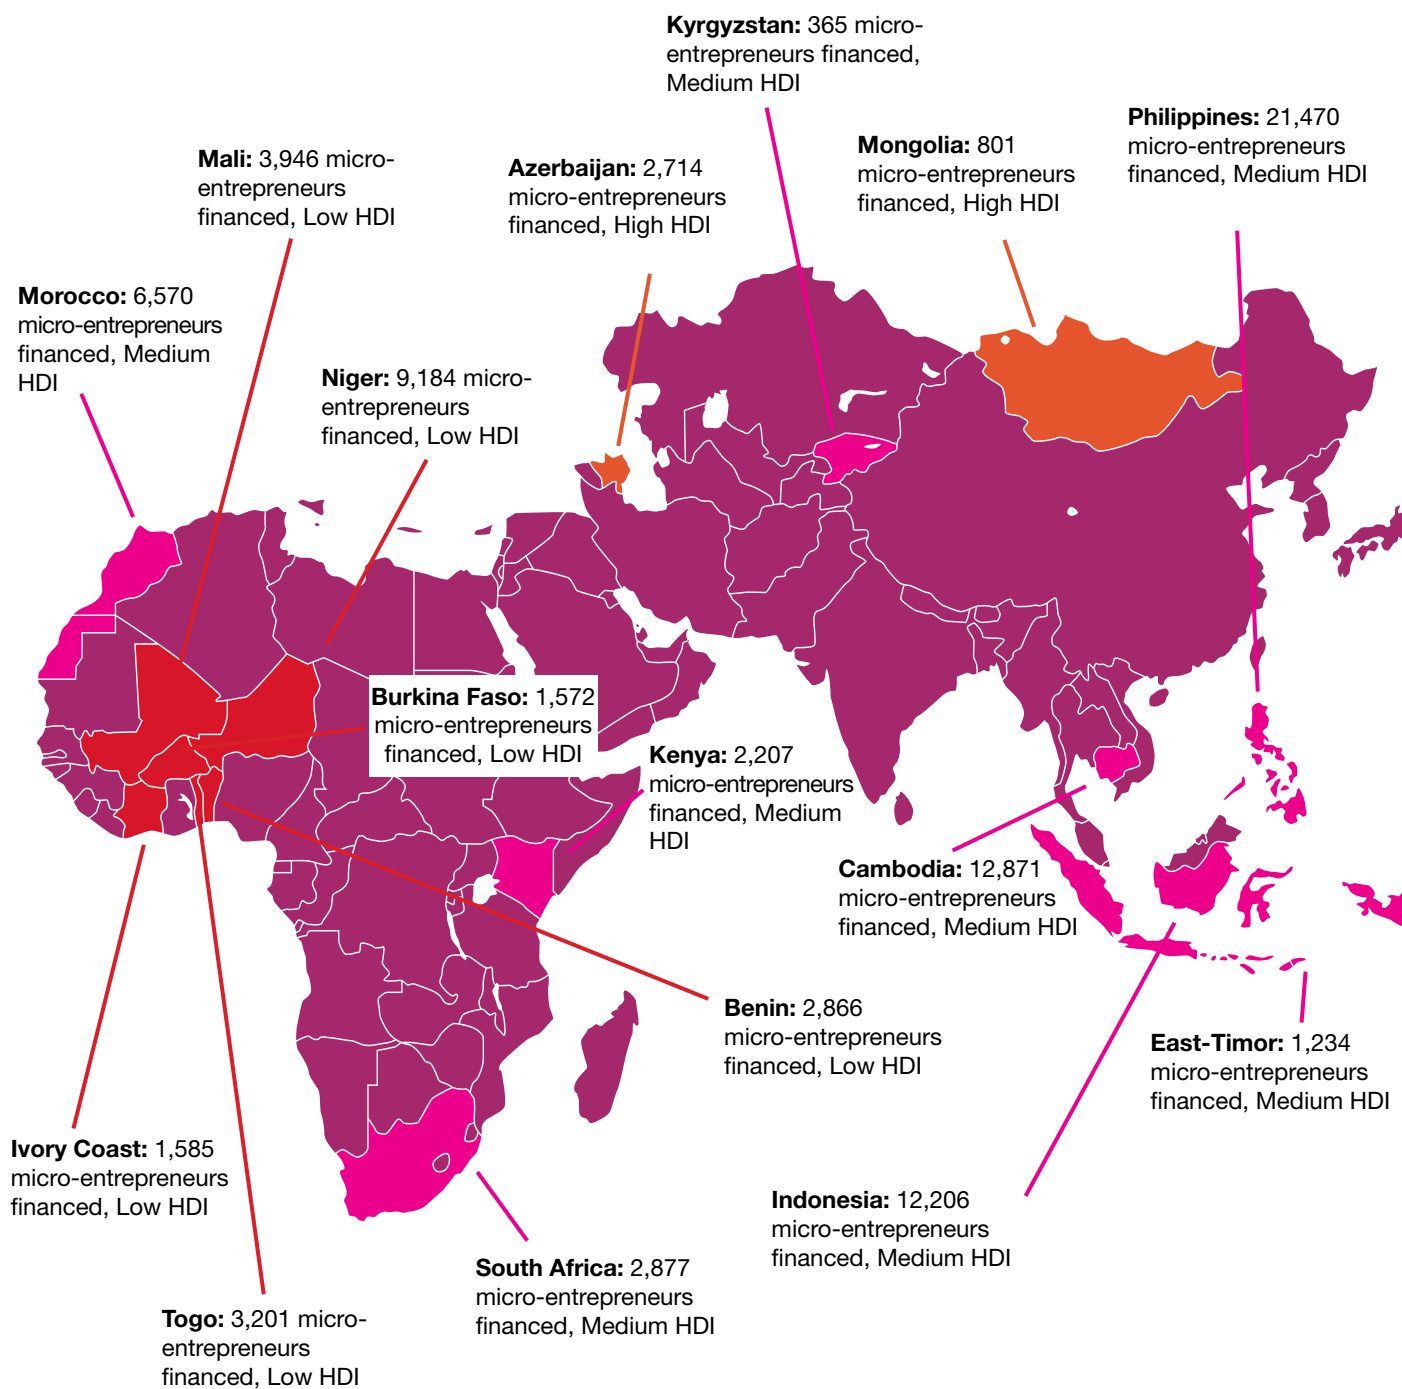 Kyrgyzstan: 365 micro-
entrepreneurs financed,
Medium HDI
Philippines: 21,470
micro-entrepreneurs
financed, Medium HDI
Mongolia: 801
micro-entrepreneurs
financed, High HDI
Mali: 3,946 micro-
entrepreneurs
financed, Low HDI
Azerbaijan: 2,714
micro-entrepreneurs
financed, High HDI
Morocco: 6,570
micro-entrepreneurs
financed, Medium
HDI
Niger: 9,184 micro-
entrepreneurs
financed, Low HDI
Burkina Faso: 1,572
micro-entrepreneurs
financed, Low HDI
Kenya: 2,207
micro-entrepreneurs
financed, Medium
HDI
Cambodia: 12,871
micro-entrepreneurs
financed, Medium HDI
Benin: 2,866
micro-entrepreneurs
financed, Low HDI
East-Timor: 1,234
micro-entrepreneurs
financed, Medium HDI
Ivory Coast: 1,585
micro-entrepreneurs
financed, Low HDI
Indonesia: 12,206
micro-entrepreneurs
financed, Medium HDI
South Africa: 2,877
micro-entrepreneurs
financed, Medium HDI
Togo: 3,201 micro-
entrepreneurs
financed, Low HDI